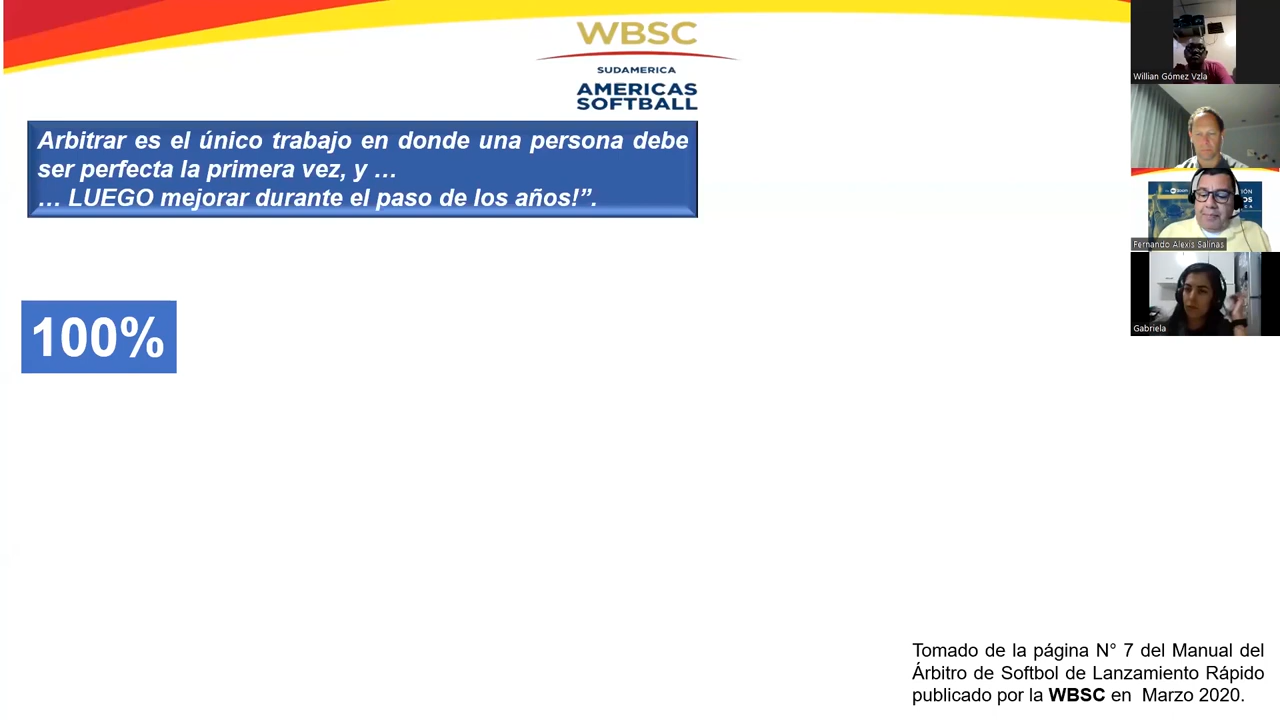 WBSC
SUDAMERICA
AMERICAS
SOFTBALL
Arbitrar es el único trabajo en donde una persona debe
ser perfecta la primera vez, y …
… LUEGO mejorar durante el paso de los años!”.
100%
Tomado de la página N° 7 del Manual del
Árbitro de Softbol de Lanzamiento Rápido
publicado por la WBSC en Marzo 2020.
Willian Gómez Vzla
Fernando Alexis Salinas
Gabriela